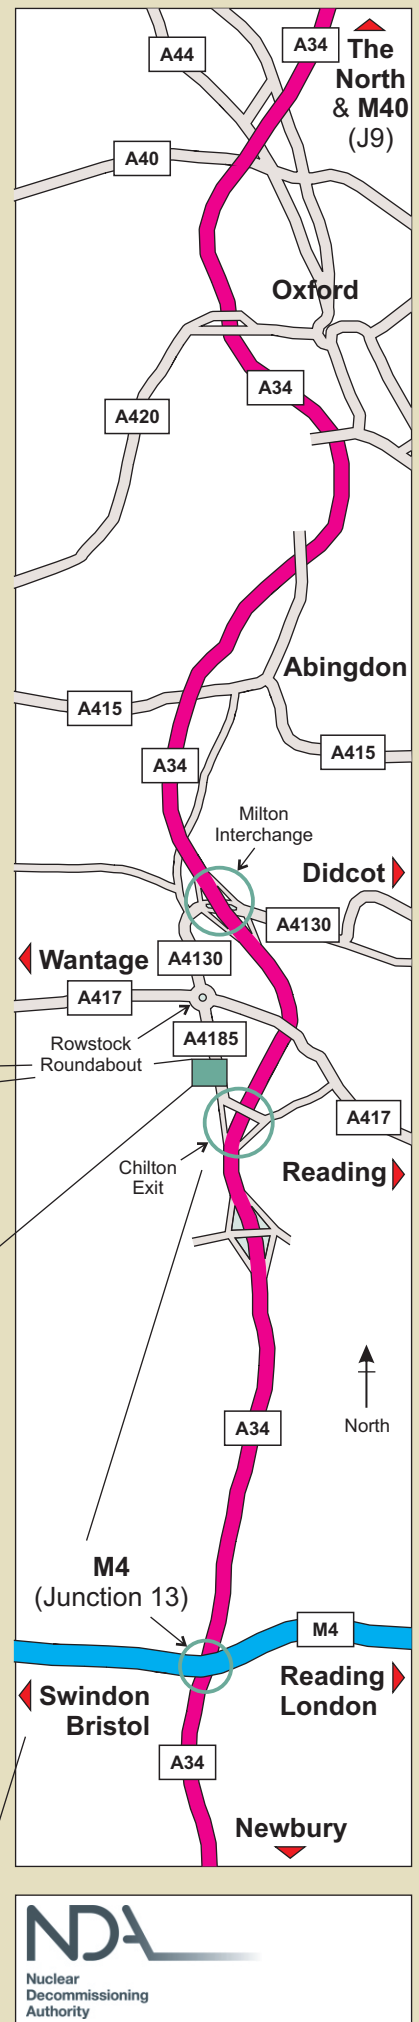 A34
A44
The
North
& M40
(J9)
A40
Oxford
A34
A420
Abingdon
A415
A415
A34
Milton
Interchange
Didcot
A4130
Wantage
A4130
A417
A4185
Rowstock
Roundabout
A417
Chilton
Exit
Reading
A34
North
M4
(Junction 13)
M4
Reading
London
Swindon
Bristol
A34
Newbury
NDA
Nuclear
Decommissioning
Authority